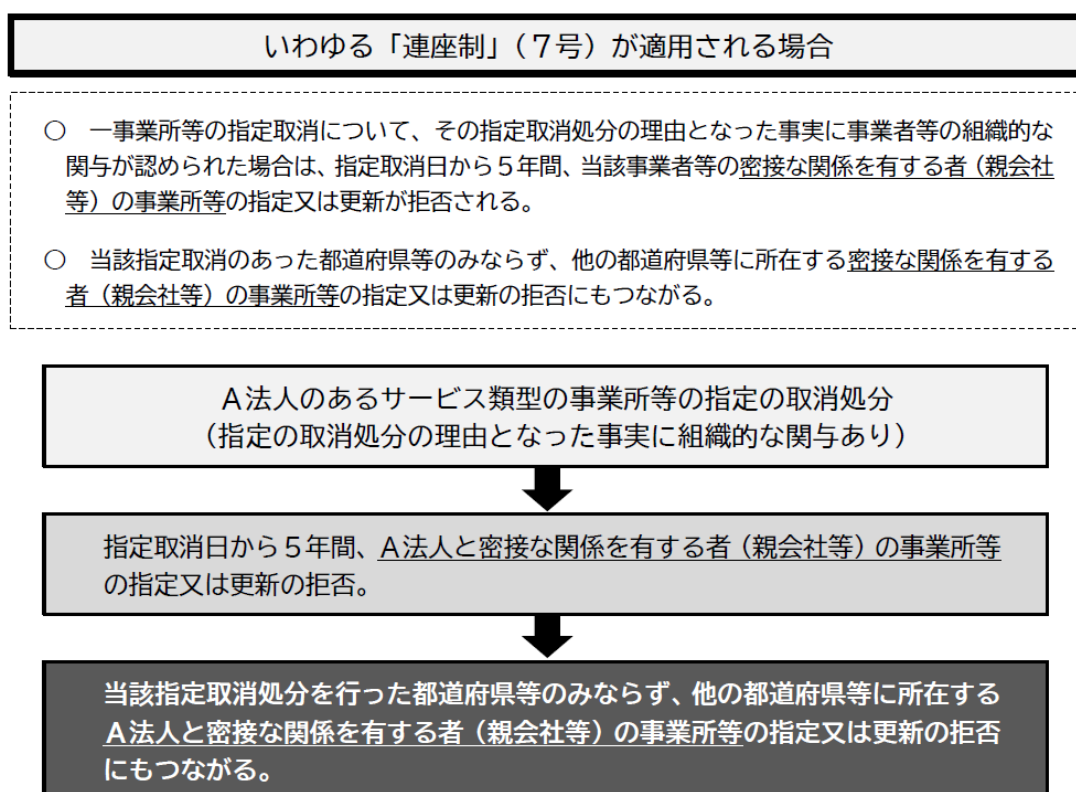 いわゆる「連座制」（７号）が適用される場合
○　一事業所等の指定取消について、その指定取消処分の理由となった事実に事業者等の組織的な
関与が認められた場合は、指定取消日から５年間、当該事業者等の密接な関係を有する者（親会社
等）の事業所等の指定又は更新が拒否される。
○　当該指定取消のあった都道府県等のみならず、他の都道府県等に所在する密接な関係を有する
者（親会社等）の事業所等の指定又は更新の拒否にもつながる。
Ａ法人のあるサービス類型の事業所等の指定の取消処分
（指定の取消処分の理由となった事実に組織的な関与あり）
指定取消日から５年間、Ａ法人と密接な関係を有する者（親会社等）の事業所等
の指定又は更新の拒否。
当該指定取消処分を行った都道府県等のみならず、他の都道府県等に所在する
Ａ法人と密接な関係を有する者（親会社等）の事業所等の指定又は更新の拒否
にもつながる。